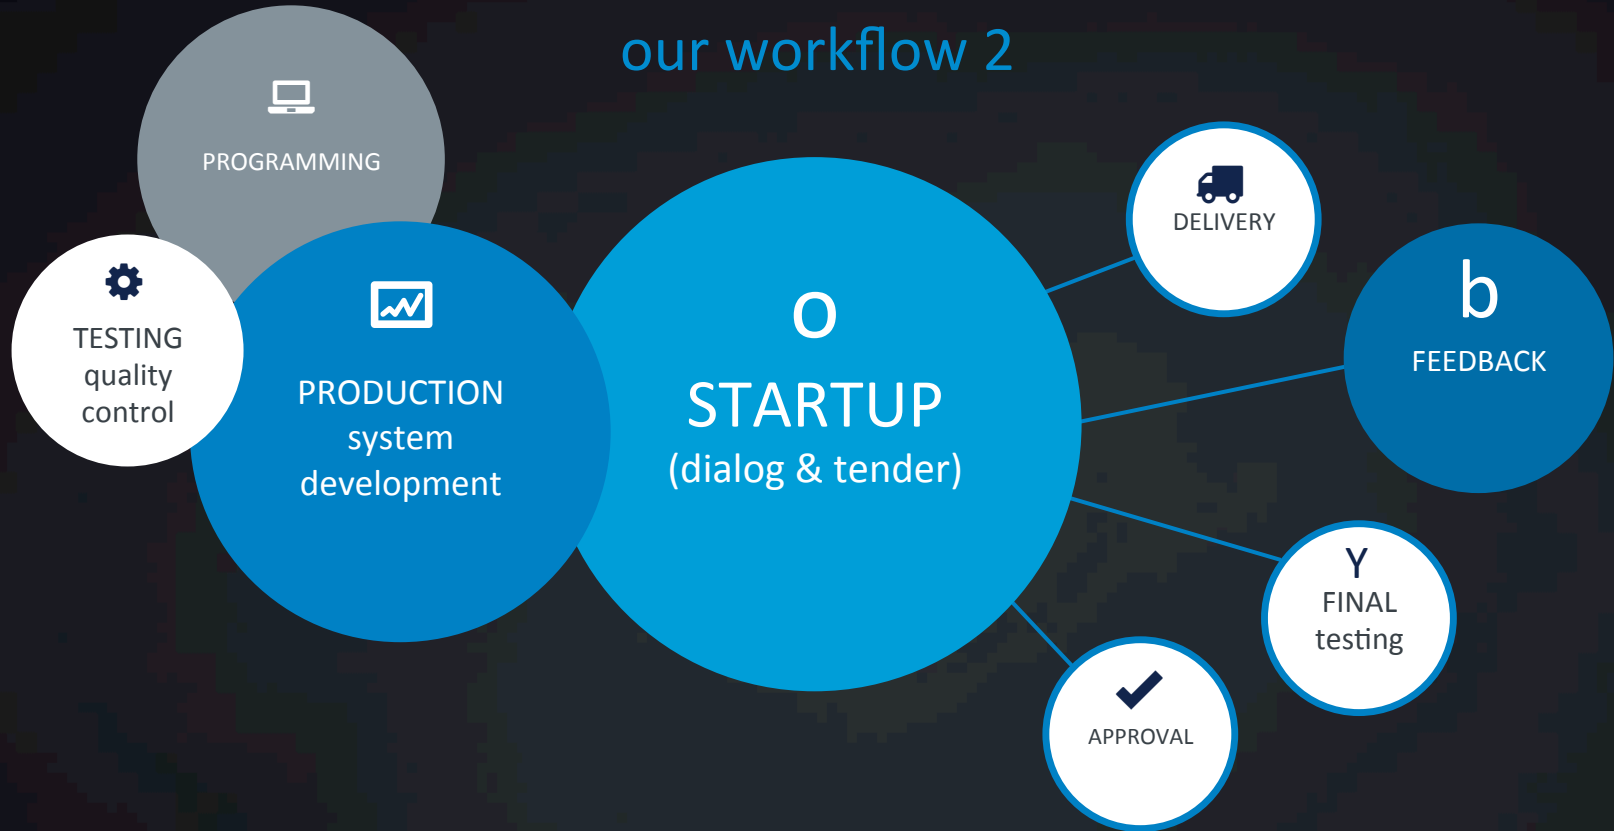 our workflow 2
PROGRAMMING
TESTING
quality
control
PRODUCTION
system
development
o
STARTUP
(dialog & tender)
DELIVERY
b
FEEDBACK
Y
FINAL
testing
APPROVAL